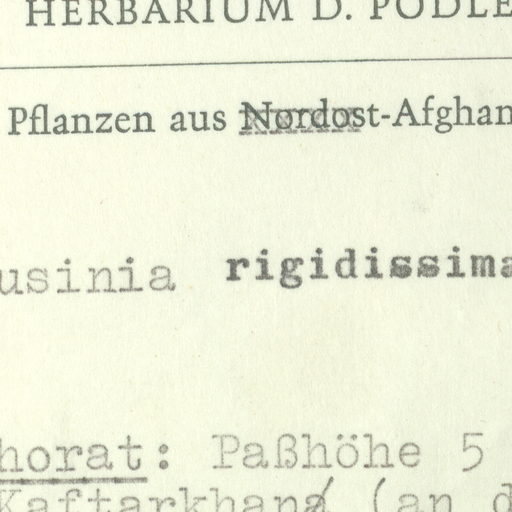 HERBARIUM D. PODLE
Pflanzen aus Nordost-Afghan
usinia rigidissima
horat: Paßhöhe 5
Kaftarkhana (an d